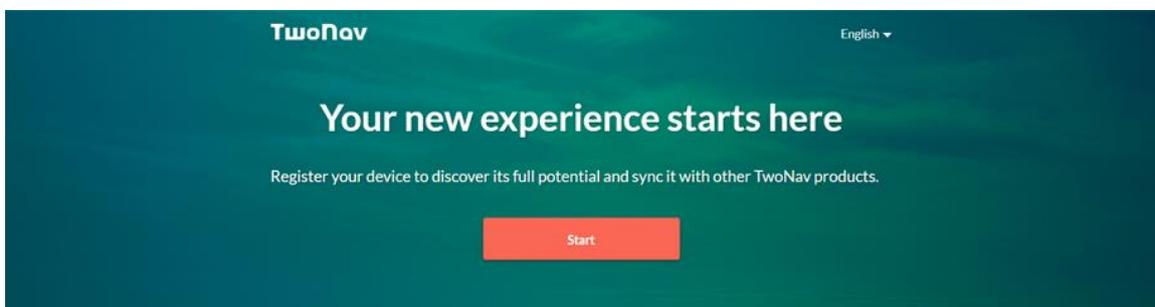 TwoNav
English
Your new experience starts here
Register your device to discover its full potential and sync it with other TwoNav products.
Start